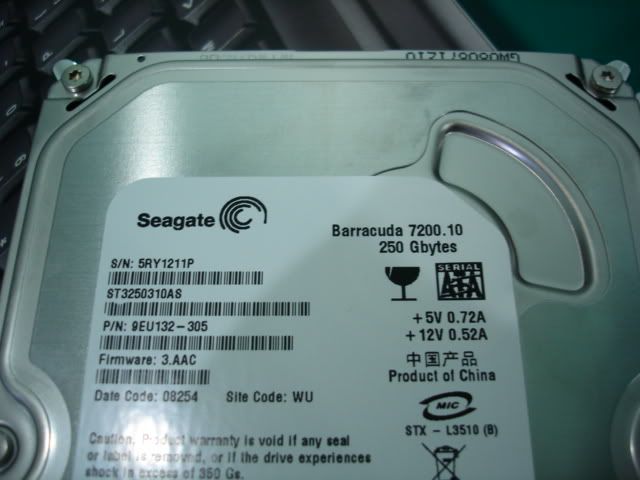 Seagate
Barracuda 7200.10
250 Gbytes
S/N: 5RY1211P
ST3250310AS
P/N: 9EU132-305
Firmware: 3.AAC
Date Code: 08254 Site Code: WU
SERIAL
ATA
+5V 0.72A
+12V 0.52A
中国产品
Product of China
MIC
STX - L3510 (B)
Caution, Product warranty is void if any seal
or label is removed, or if the drive experiences
shock in excess of 350 Gs.